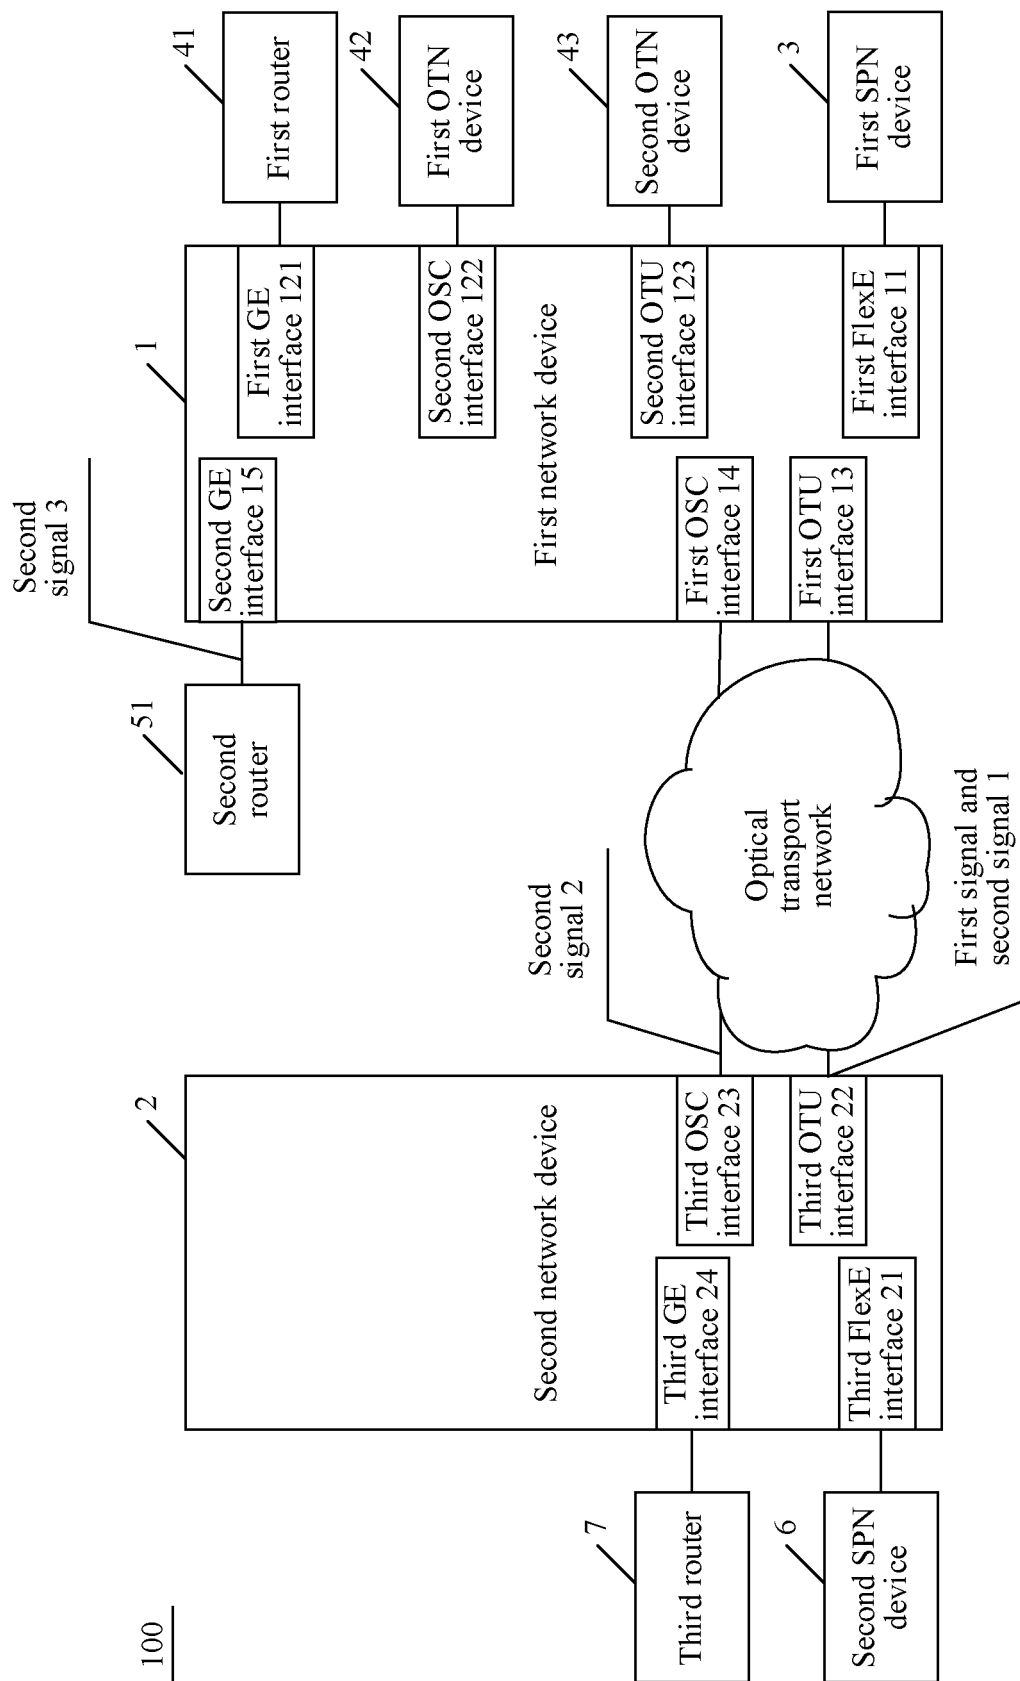 100
2
1
41
First router
42
First OTN
device
43
Second OTN
device
3
First SPN
device
First GE
interface 121
Second OSC
interface 122
Second OTU
interface 123
First FlexE
interface 11
First network device
Second GE
interface 15
First OSC
interface 14
First OTU
interface 13
Second
signal 3
51
Second
router
Optical
transport
network
Second
signal 2
First signal and
second signal 1
Second network device
Third OSC
interface 23
Third OTU
interface 22
Third GE
interface 24
Third FlexE
interface 21
7
Third router
6
Second SPN
device